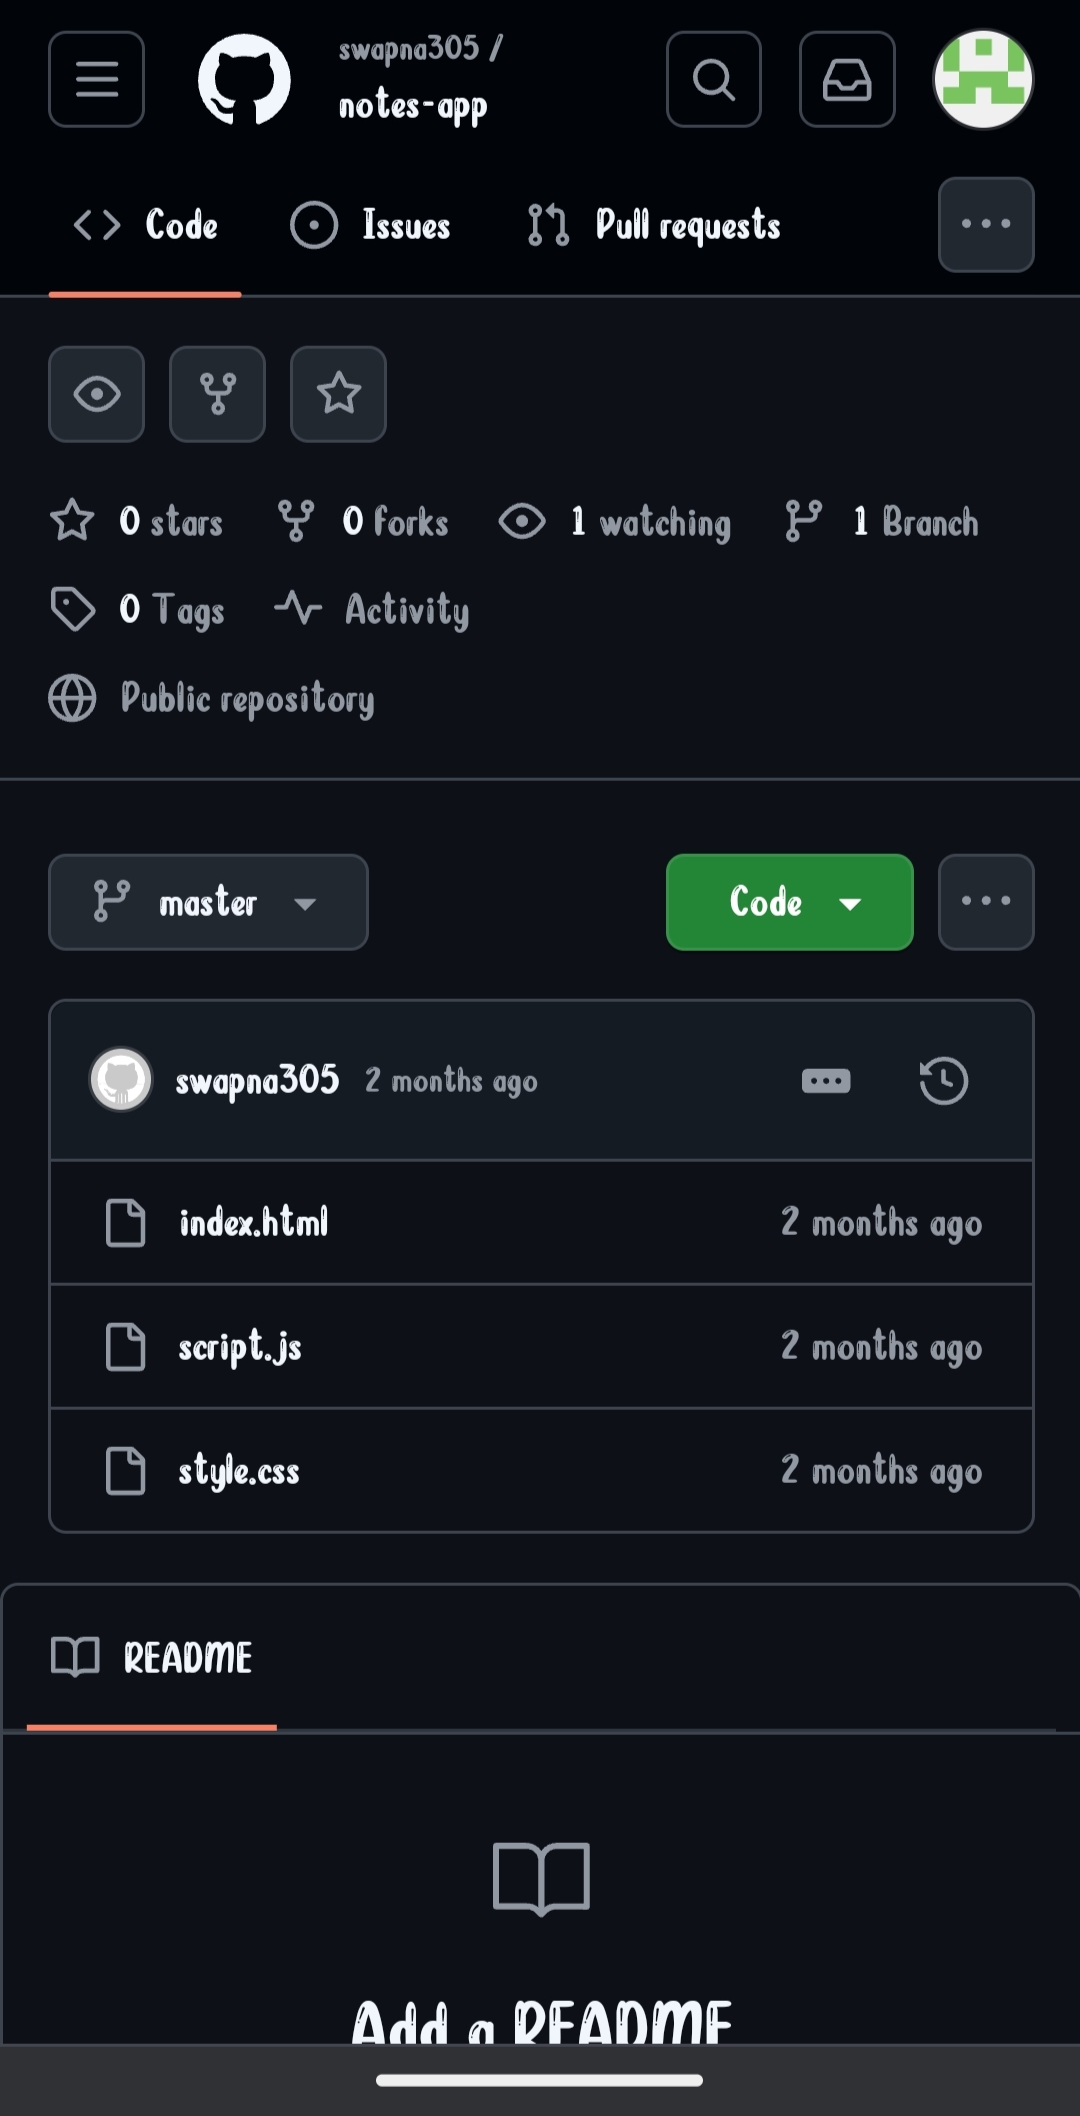 swapna305 /
notes-app
Code Issues Pull requests
0 stars 0 forks 1 watching 1 Branch
0 Tags Activity
Public repository
master Code
swapna305 2 months ago
index.html 2 months ago
script.js 2 months ago
style.css 2 months ago
README
Add a README